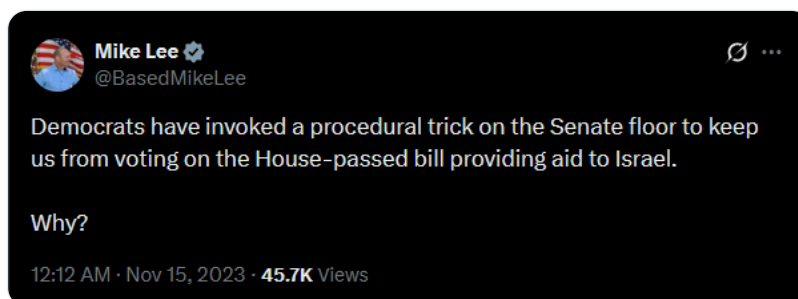 Mike Lee
@BasedMikeLee
Democrats have invoked a procedural trick on the Senate floor to keep
us from voting on the House-passed bill providing aid to Israel.
Why?
12:12 AM · Nov 15, 2023 · 45.7K Views